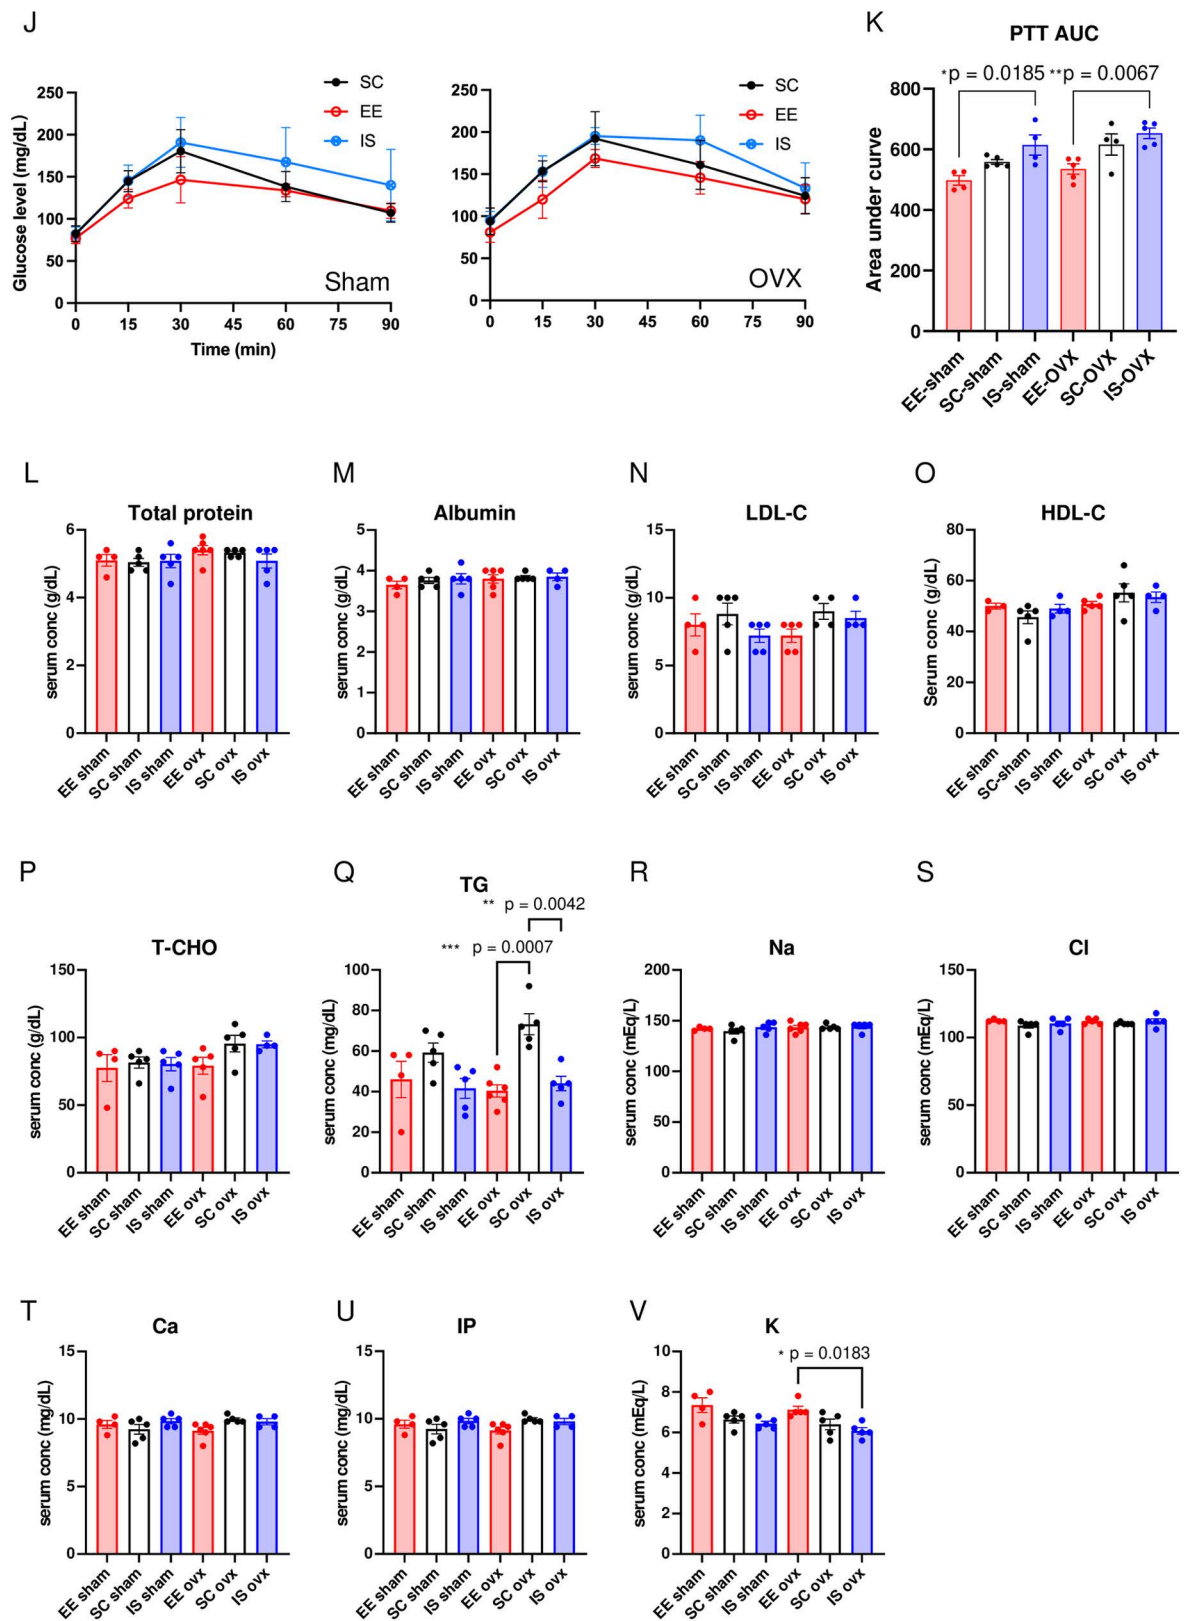 J
SC
EE
IS
250
200
150
100
50
0
Glucose level (mg/dL)
Sham
0 15 30 45 60 75 90
Time (min)
SC
EE
IS
250
200
150
100
50
0
OVX
0 15 30 45 60 75 90
K
PTT AUC
*p = 0.0185 **p = 0.0067
800
600
400
200
0
Area under curve
EE-sham
SC-sham
IS-sham
EE-OVX
SC-OVX
IS-OVX
L
Total protein
6
4
2
0
serum conc (g/dL)
EE sham
SC sham
IS sham
EE ovx
SC ovx
IS ovx
M
Albumin
5
4
3
2
1
0
serum conc (g/dL)
EE sham
SC sham
IS sham
EE ovx
SC ovx
IS ovx
N
LDL-C
15
10
5
0
serum conc (g/dL)
EE sham
SC sham
IS sham
EE ovx
SC ovx
IS ovx
O
HDL-C
80
60
40
20
0
Serum conc (g/dL)
EE sham
SC-sham
IS sham
EE ovx
SC ovx
IS ovx
P
T-CHO
150
100
50
0
serum conc (g/dL)
EE sham
SC sham
IS sham
EE ovx
SC ovx
IS ovx
Q
TG
** p = 0.0042
*** p = 0.0007
100
80
60
40
20
0
serum conc (mg/dL)
EE sham
SC sham
IS sham
EE ovx
SC ovx
IS ovx
R
Na
200
150
100
50
0
serum conc (mEq/L)
EE sham
SC sham
IS sham
EE ovx
SC ovx
IS ovx
S
Cl
150
100
50
0
serum conc (mEq/L)
EE sham
SC sham
IS sham
EE ovx
SC ovx
IS ovx
T
Ca
15
10
5
0
serum conc (mg/dL)
EE sham
SC sham
IS sham
EE ovx
SC ovx
IS ovx
U
IP
15
10
5
0
serum conc (mg/dL)
EE sham
SC sham
IS sham
EE ovx
SC ovx
IS ovx
V
K
* p = 0.0183
10
8
6
4
2
0
serum conc (mEq/L)
EE sham
SC sham
IS sham
EE ovx
SC ovx
IS ovx